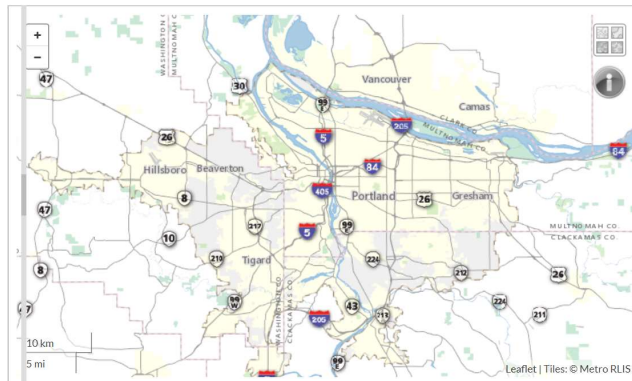 +
−
WASHINGTON CO
MULTNOMAH CO
47
30
99
Vancouver
Camas
CLARK CO.
MULTNOMAH CO.
26
5
205
84
84
Hillsboro
Beaverton
8
405
Portland
26
Gresham
47
10
217
5
99
E
MULTNOMAH CO
CLACKAMAS CO.
210
Tigard
224
212
26
8
99
W
WASHINGTON CO
CLACKAMAS CO.
43
213
224
211
205
47
10 km
5 mi
99
E
Leaflet | Tiles: © Metro RLIS